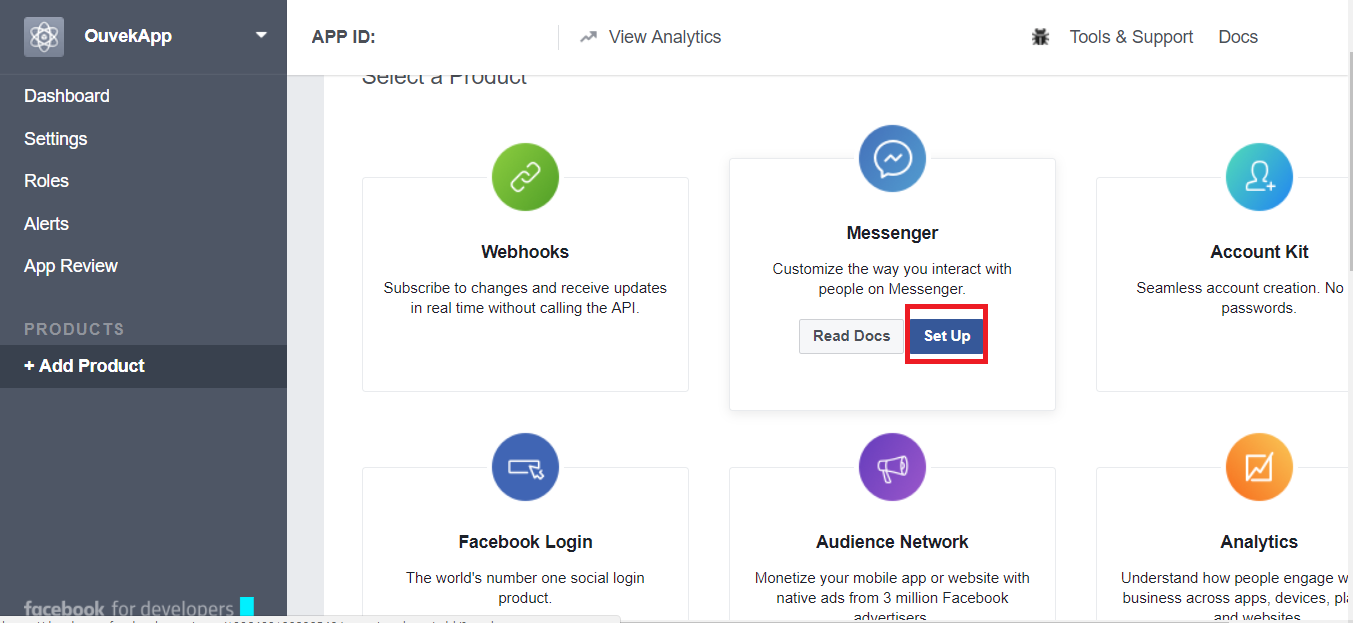 OuvekApp
APP ID:
View Analytics
Tools & Support
Docs
Dashboard
Settings
Roles
Alerts
App Review
PRODUCTS
+ Add Product
facebook for developers
Select a Product
Webhooks
Subscribe to changes and receive updates
in real time without calling the API.
Messenger
Customize the way you interact with
people on Messenger.
Read Docs
Set Up
Account Kit
Seamless account creation. No
passwords.
Facebook Login
The world's number one social login
product.
Audience Network
Monetize your mobile app or website with
native ads from 3 million Facebook
advertisers.
Analytics
Understand how people engage w
business across apps, devices, pla
and websites.